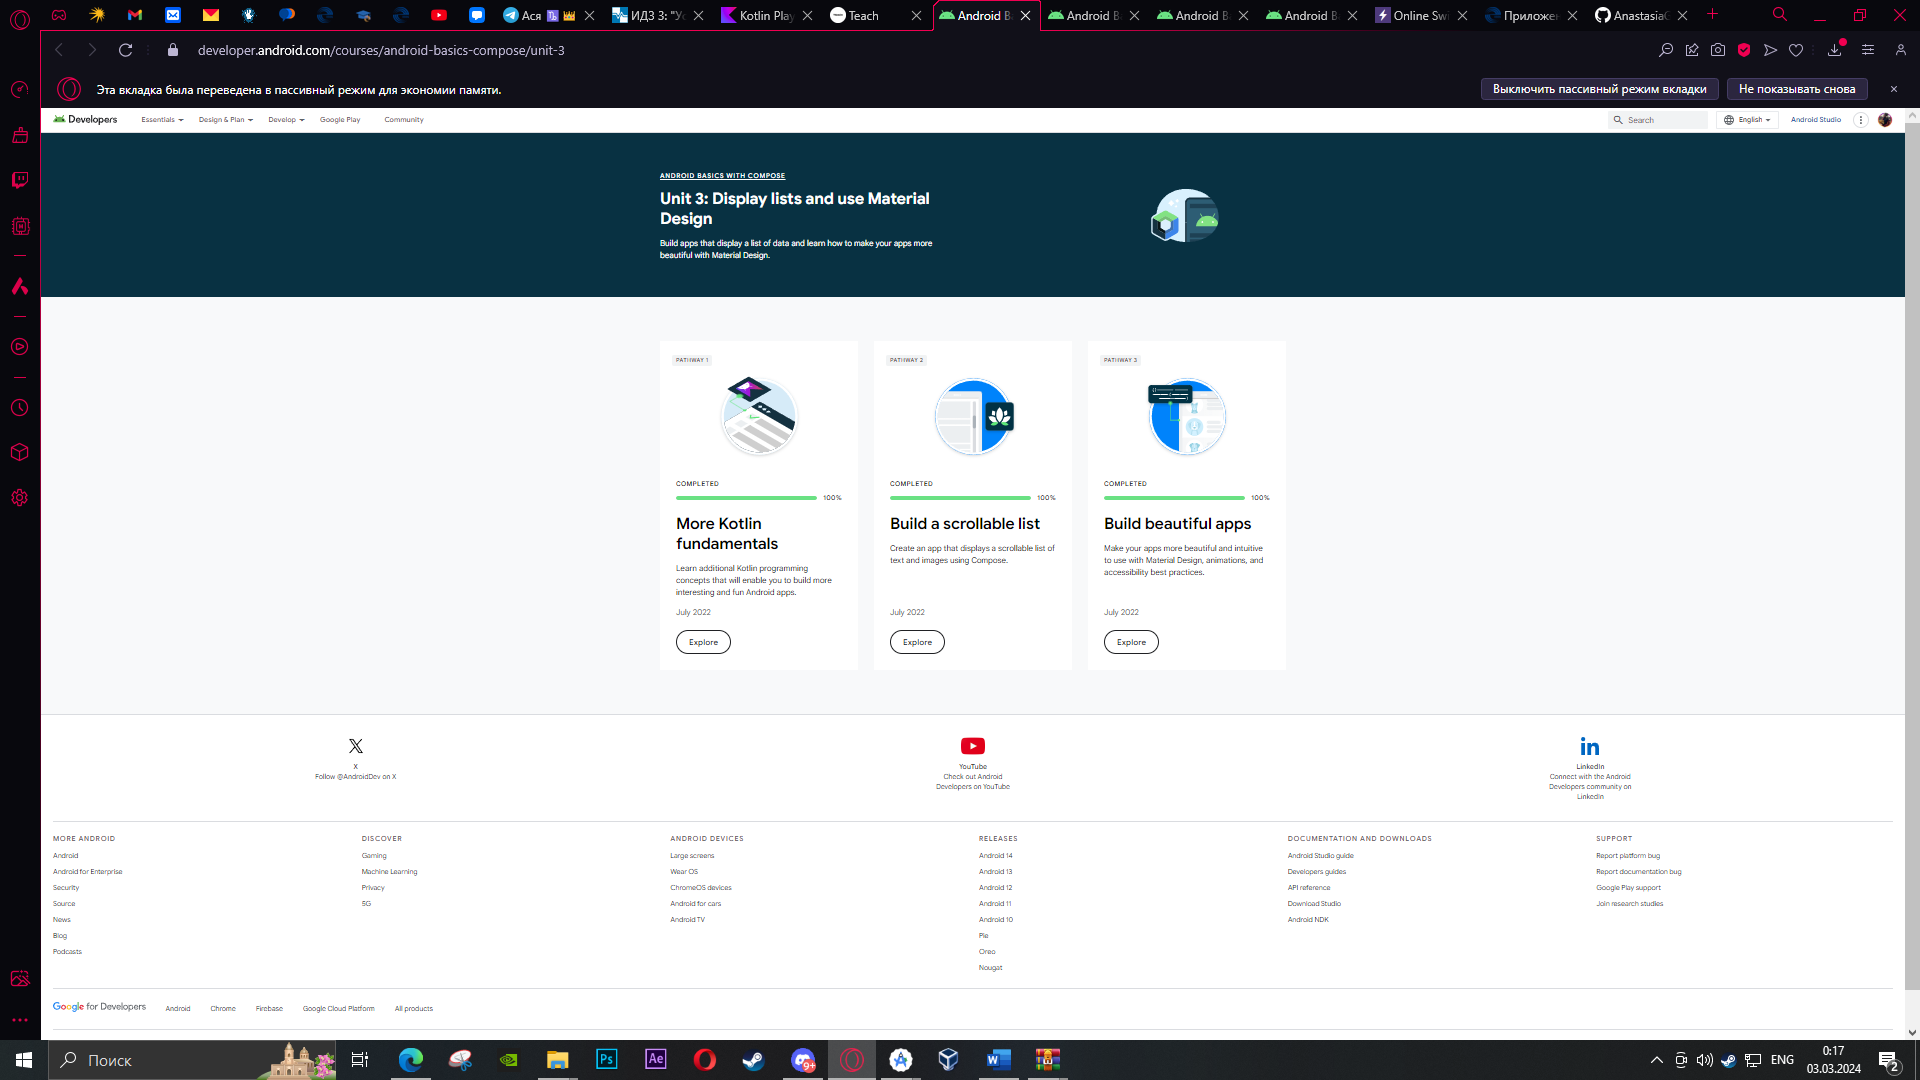 Ася
ИДЗ 3: "Ус
Kotlin Play
Teach
Android B
Android B
Android B
Android B
Online Sw
Приложе
Anastasia
developer.android.com/courses/android-basics-compose/unit-3
Эта вкладка была переведена в пассивный режим для экономии памяти.
Выключить пассивный режим вкладки
Не показывать снова
Developers
Essentials
Design & Plan
Develop
Google Play
Community
Search
English
Android Studio
ANDROID BASICS WITH COMPOSE
Unit 3: Display lists and use Material
Design
Build apps that display a list of data and learn how to make your apps more
beautiful with Material Design.
PATHWAY 1
COMPLETED
100%
More Kotlin
fundamentals
Learn additional Kotlin programming
concepts that will enable you to build more
interesting and fun Android apps.
July 2022
Explore
PATHWAY 2
COMPLETED
100%
Build a scrollable list
Create an app that displays a scrollable list of
text and images using Compose.
July 2022
Explore
PATHWAY 3
COMPLETED
100%
Build beautiful apps
Make your apps more beautiful and intuitive
to use with Material Design, animations, and
accessibility best practices.
July 2022
Explore
X
Follow @AndroidDev on X
YouTube
Check out Android
Developers on YouTube
LinkedIn
Connect with the Android
Developers community on
LinkedIn
MORE ANDROID
Android
Android for Enterprise
Security
Source
News
Blog
Podcasts
DISCOVER
Gaming
Machine Learning
Privacy
5G
ANDROID DEVICES
Large screens
Wear OS
ChromeOS devices
Android for cars
Android TV
RELEASES
Android 14
Android 13
Android 12
Android 11
Android 10
Pie
Oreo
Nougat
DOCUMENTATION AND DOWNLOADS
Android Studio guide
Developers guides
API reference
Download Studio
Android NDK
SUPPORT
Report platform bug
Report documentation bug
Google Play support
Join research studies
Google for Developers
Android
Chrome
Firebase
Google Cloud Platform
All products
Поиск
Ps
Ae
9+
W
ENG
0:17
03.03.2024
2